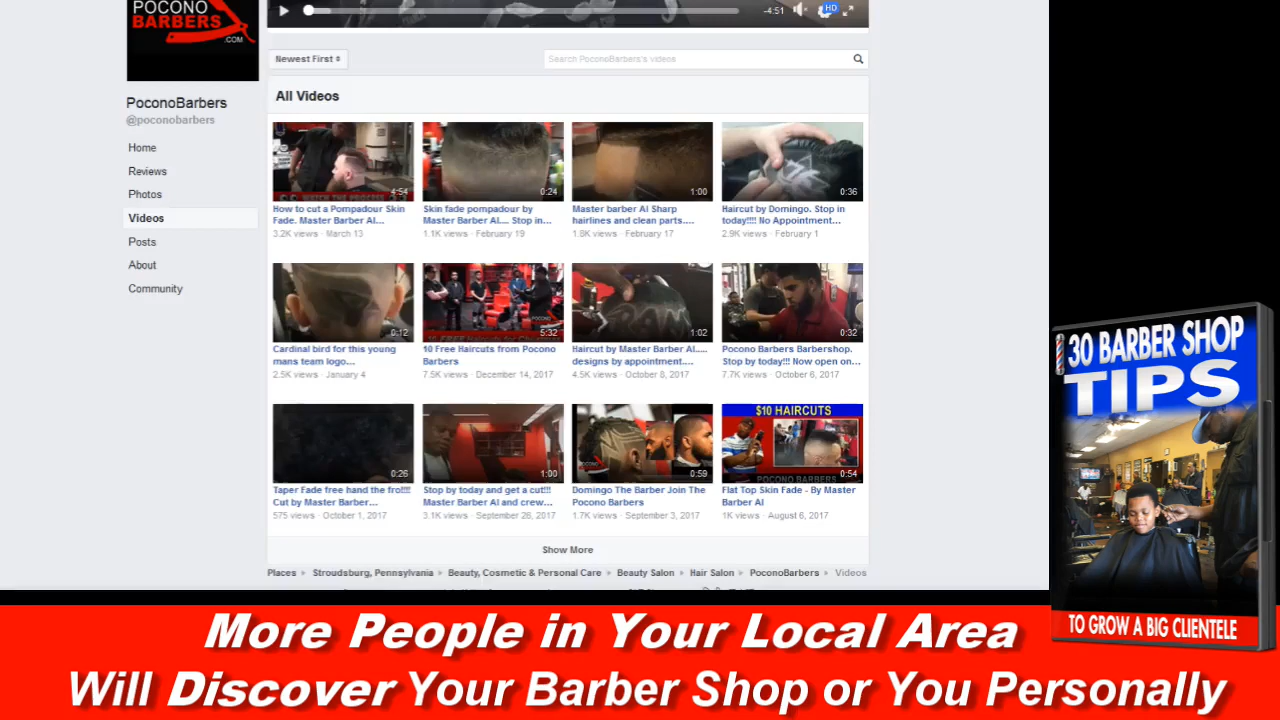 POCONO
BARBERS
.COM
-4:51
HD
Newest First
Search PoconoBarbers's videos
PoconoBarbers
@poconobarbers
Home
Reviews
Photos
Videos
Posts
About
Community
All Videos
4:54
0:24
1:00
0:36
How to cut a Pompadour Skin
Fade. Master Barber Al...
3.2K views · March 13
Skin fade pompadour by
Master Barber Al.... Stop in...
1.1K views · February 19
Master barber Al Sharp
hairlines and clean parts....
1.8K views · February 17
Haircut by Domingo. Stop in
today!!!! No Appointment...
2.9K views · February 1
0:12
5:32
1:02
0:32
Cardinal bird for this young
mans team logo...
2.5K views · January 4
10 Free Haircuts from Pocono
Barbers
7.5K views · December 14, 2017
Haircut by Master Barber Al.....
designs by appointment....
4.5K views · October 8, 2017
Pocono Barbers Barbershop.
Stop by today!!! Now open on...
7.7K views · October 6, 2017
$10 HAIRCUTS
POCONO BARBERS
0:26
1:00
0:59
0:54
Taper Fade free hand the fro!!!!
Cut by Master Barber...
575 views · October 1, 2017
Stop by today and get a cut!!!
Master Barber Al and crew...
3.1K views · September 28, 2017
Domingo The Barber Join The
Pocono Barbers
1.7K views · September 3, 2017
Flat Top Skin Fade - By Master
Barber Al
1K views · August 6, 2017
Show More
Places Stroudsburg, Pennsylvania Beauty, Cosmetic & Personal Care Beauty Salon Hair Salon PoconoBarbers Videos
30 BARBER SHOP
TIPS
TO GROW A BIG CLIENTELE
More People in Your Local Area
Will Discover Your Barber Shop or You Personally